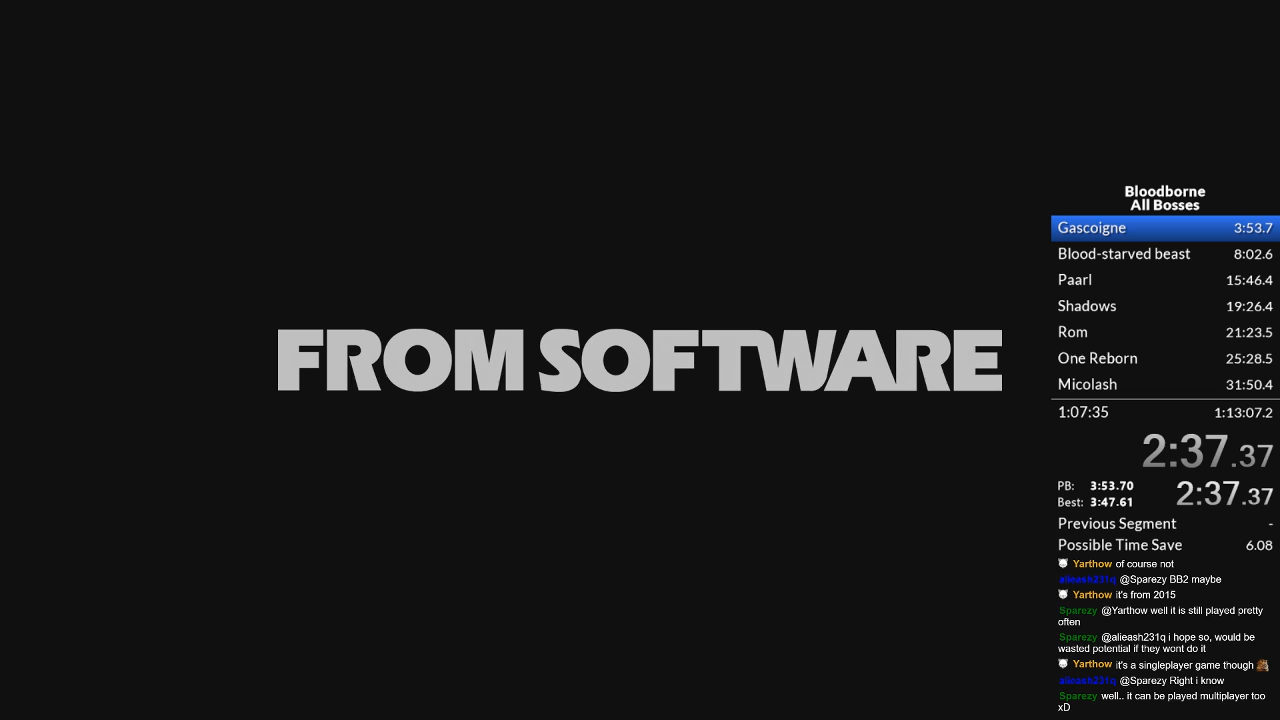 FROM SOFTWARE
Bloodborne
All Bosses
Gascoigne 3:53.7
Blood-starved beast 8:02.6
Paarl 15:46.4
Shadows 19:26.4
Rom 21:23.5
One Reborn 25:28.5
Micolash 31:50.4
1:07:35 1:13:07.2
2:37.37
PB: 3:53.70 2:37.37
Best: 3:47.61
Previous Segment -
Possible Time Save 6.08
Yarthow of course not
alieash231q @Sparezy BB2 maybe
Yarthow it's from 2015
Sparezy @Yarthow well it is still played pretty
often
Sparezy @alieash231q i hope so, would be
wasted potential if they wont do it
Yarthow it's a singleplayer game though
alieash231q @Sparezy Right i know
Sparezy well.. it can be played multiplayer too
xD